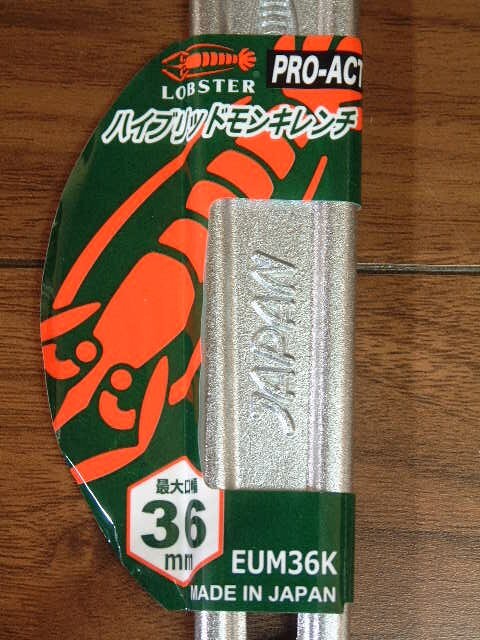 LOBSTER
PRO-ACT
ハイブリッドモンキレンチ
JAPAN
最大口幅
36
mm
EUM36K
MADE IN JAPAN